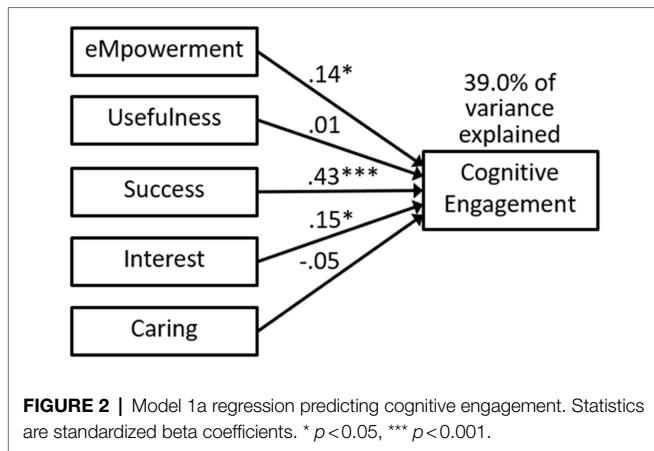 eMpowerment
.14*
39.0% of
variance
explained
Usefulness
.01
Cognitive
Engagement
Success
.43***
.15*
Interest
-.05
Caring
FIGURE 2 | Model 1a regression predicting cognitive engagement. Statistics
are standardized beta coefficients. * p<0.05, *** p<0.001.